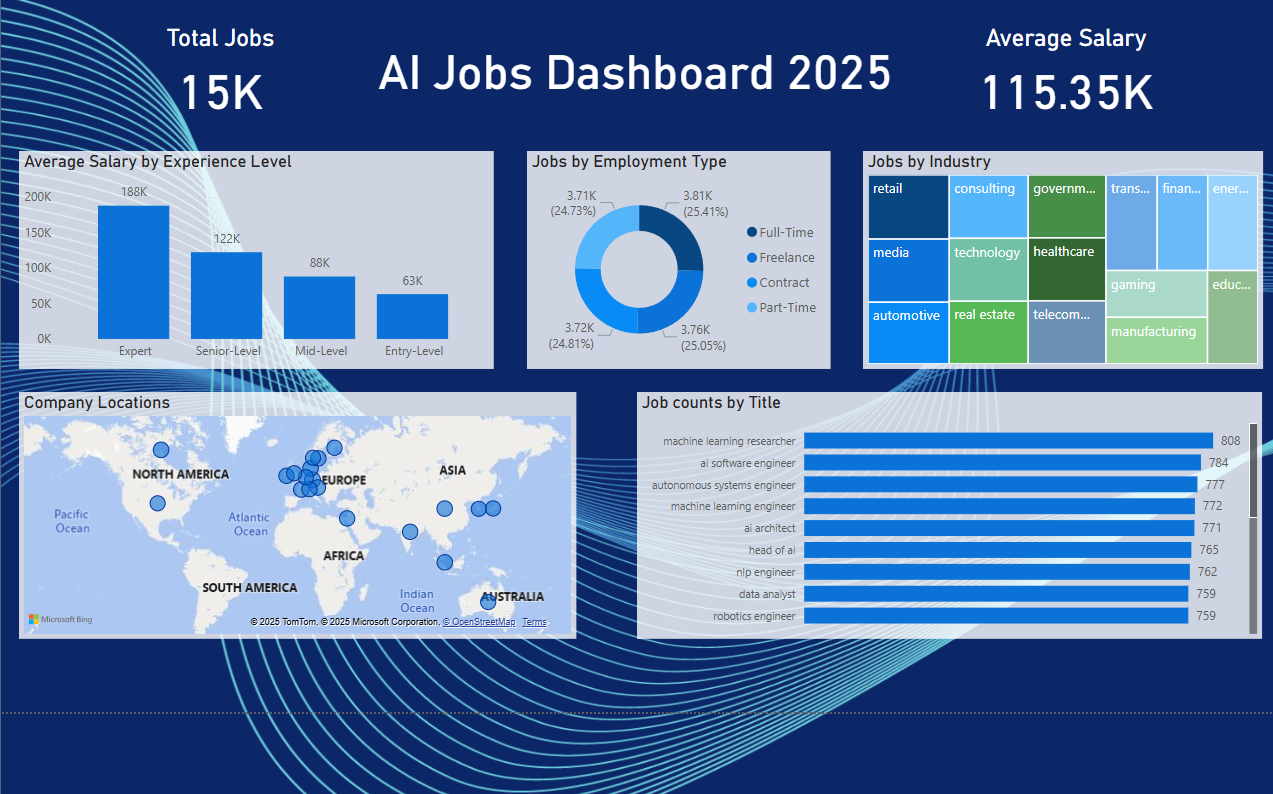 Total Jobs
15K
AI Jobs Dashboard 2025
Average Salary
115.35K
Average Salary by Experience Level
200K
150K
100K
50K
0K
188K
122K
88K
63K
Expert
Senior-Level
Mid-Level
Entry-Level
Jobs by Employment Type
3.71K
(24.73%)
3.81K
(25.41%)
3.72K
(24.81%)
3.76K
(25.05%)
Full-Time
Freelance
Contract
Part-Time
Jobs by Industry
retail
consulting
governm...
trans...
finan...
ener...
media
technology
healthcare
gaming
educ...
automotive
real estate
telecom...
manufacturing
Company Locations
NORTH AMERICA
EUROPE
ASIA
Pacific
Ocean
Atlantic
Ocean
AFRICA
SOUTH AMERICA
Indian
Ocean
AUSTRALIA
Microsoft Bing
© 2025 TomTom, © 2025 Microsoft Corporation, © OpenStreetMap Terms
Job counts by Title
machine learning researcher 808
ai software engineer 784
autonomous systems engineer 777
machine learning engineer 772
ai architect 771
head of ai 765
nlp engineer 762
data analyst 759
robotics engineer 759